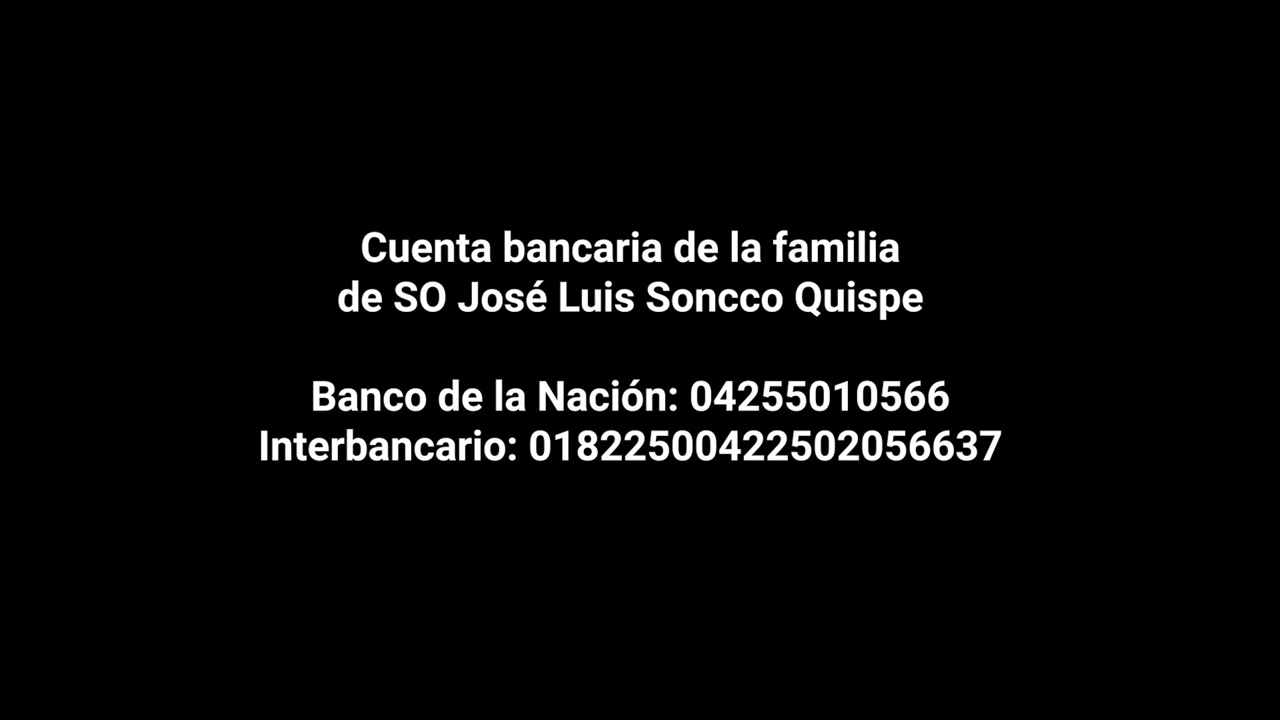 Cuenta bancaria de la familia
de SO José Luis Soncco Quispe
Banco de la Nación: 04255010566
Interbancario: 01822500422502056637